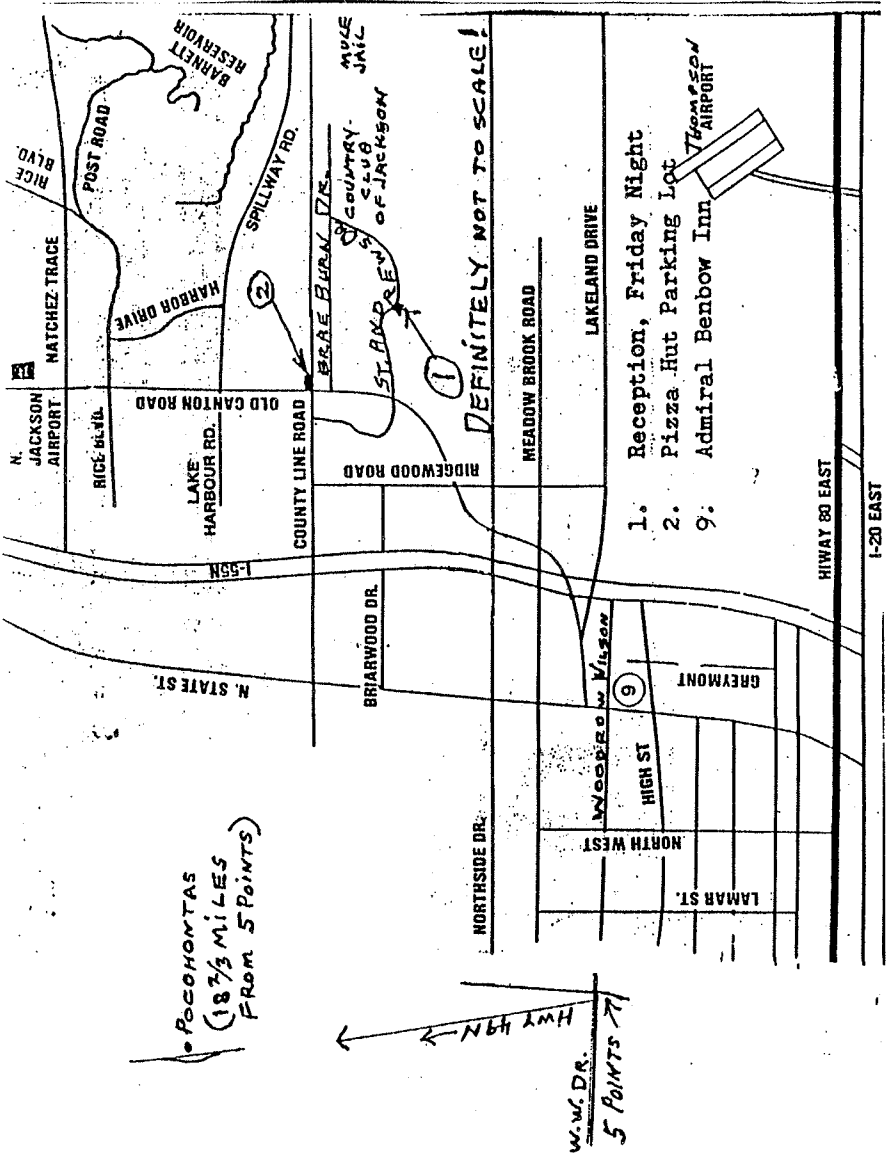 N.
JACKSON
AIRPORT
NATCHEZ TRACE
RICE
BLVD.
POST ROAD
BARNETT
RESERVOIR
RICE BLVD.
HARBOR DRIVE
LAKE
HARBOUR RD.
OLD CANTON ROAD
SPILLWAY RD.
2
COUNTY LINE ROAD
BRAE BURN DR.
COUNTRY
CLUB
OF JACKSON
MULE
JAIL
ST. ANDREWS
1
I-55N
N. STATE ST.
BRIARWOOD DR.
RIDGEWOOD ROAD
DEFINITELY NOT TO SCALE!
NORTHSIDE DR.
MEADOW BROOK ROAD
LAKELAND DRIVE
WOODROW WILSON
9
HIGH ST
GREYMONT
NORTH WEST
LAMAR ST.
1. Reception, Friday Night
2. Pizza Hut Parking Lot
9. Admiral Benbow Inn
THOMPSON
AIRPORT
HIWAY 80 EAST
I-20 EAST
POCOHONTAS
(18 2/3 MILES
FROM 5 POINTS)
HWY 49N
W.W. DR.
5 POINTS